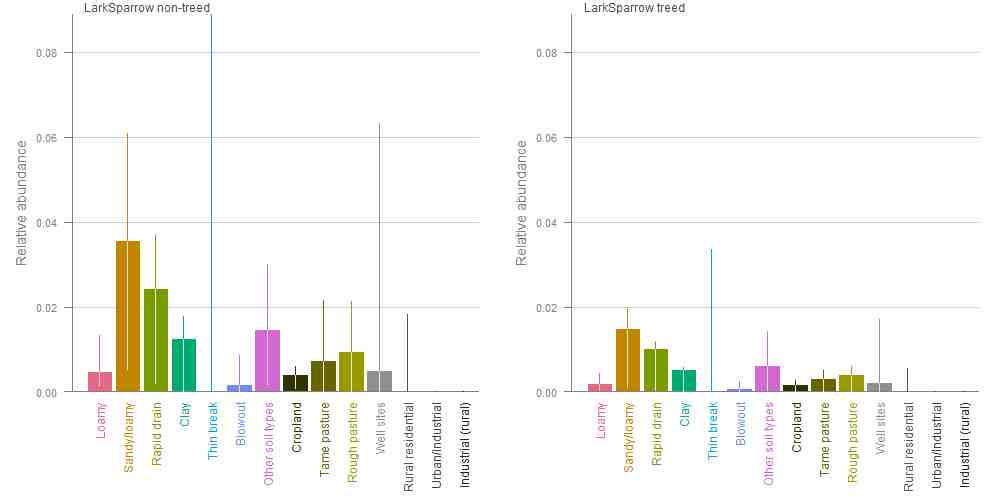 LarkSparrow non-treed
Relative abundance
0.08
0.06
0.04
0.02
0.00
Loamy
Sandy/loamy
Rapid drain
Clay
Thin break
Blowout
Other soil types
Cropland
Tame pasture
Rough pasture
Well sites
Rural residential
Urban/Industrial
Industrial (rural)
LarkSparrow treed
Relative abundance
0.08
0.06
0.04
0.02
0.00
Loamy
Sandy/loamy
Rapid drain
Clay
Thin break
Blowout
Other soil types
Cropland
Tame pasture
Rough pasture
Well sites
Rural residential
Urban/Industrial
Industrial (rural)